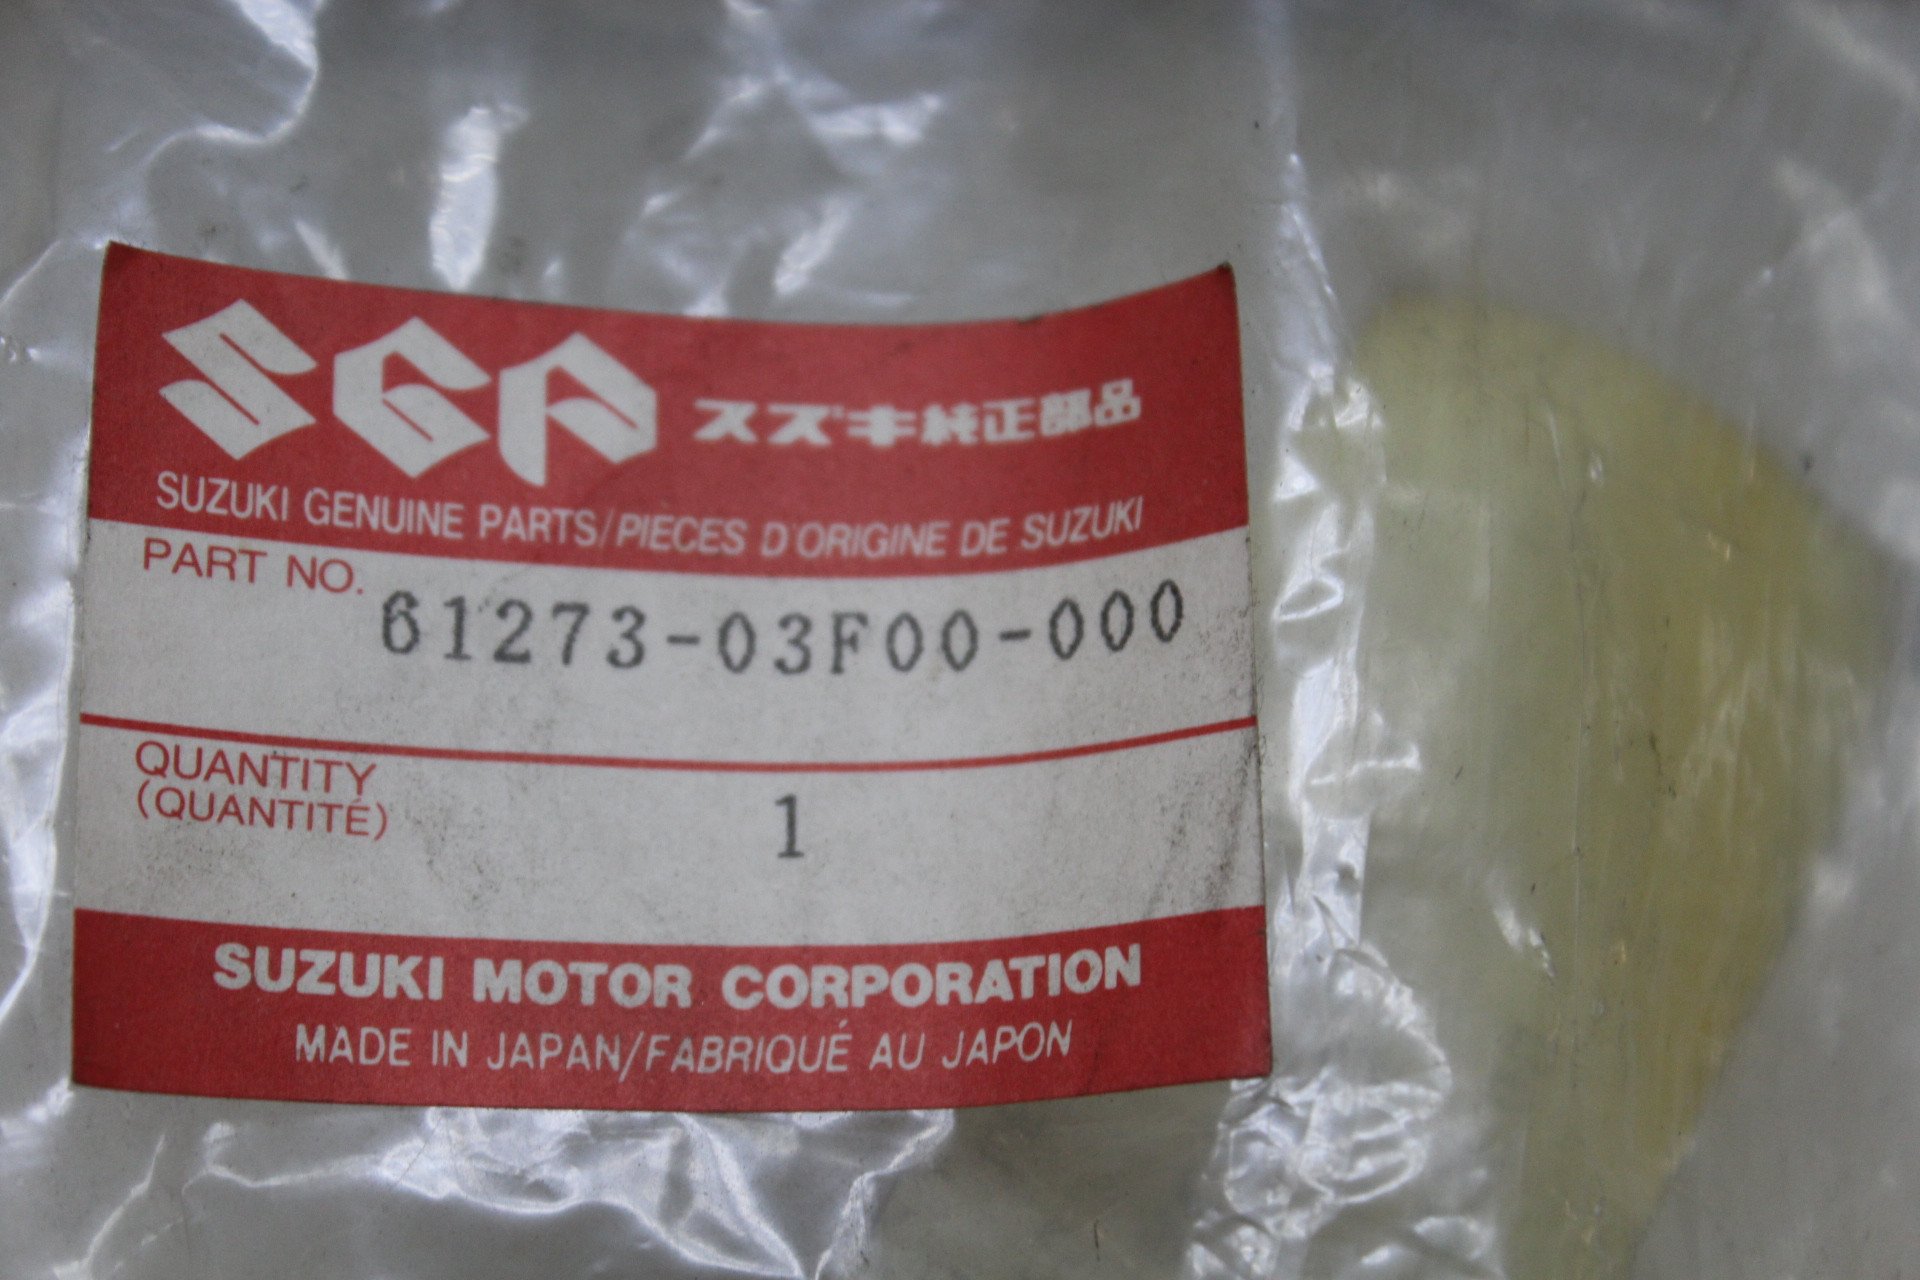 SGP スズキ純正部品
SUZUKI GENUINE PARTS/PIÈCES D'ORIGINE DE SUZUKI
PART NO.
61273-03F00-000
QUANTITY
(QUANTITÉ)
1
SUZUKI MOTOR CORPORATION
MADE IN JAPAN/FABRIQUÉ AU JAPON